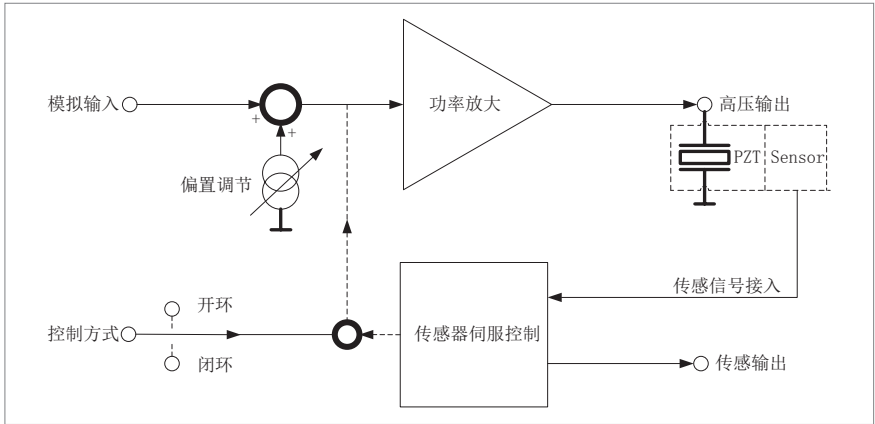 模拟输入
功率放大
高压输出
+
+
PZT
Sensor
偏置调节
传感信号接入
开环
控制方式
传感器伺服控制
闭环
传感输出